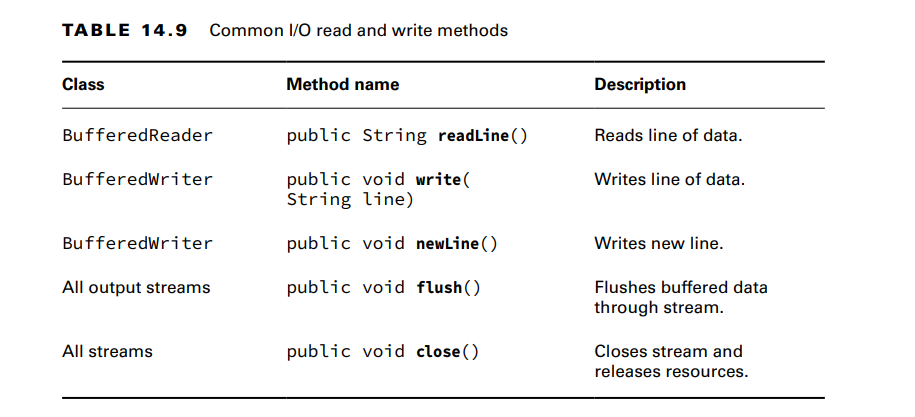 TABLE 14.9 Common I/O read and write methods
Class Method name Description
BufferedReader public String readLine() Reads line of data.
BufferedWriter public void write( Writes line of data.
String line)
BufferedWriter public void newLine() Writes new line.
All output streams public void flush() Flushes buffered data
through stream.
All streams public void close() Closes stream and
releases resources.